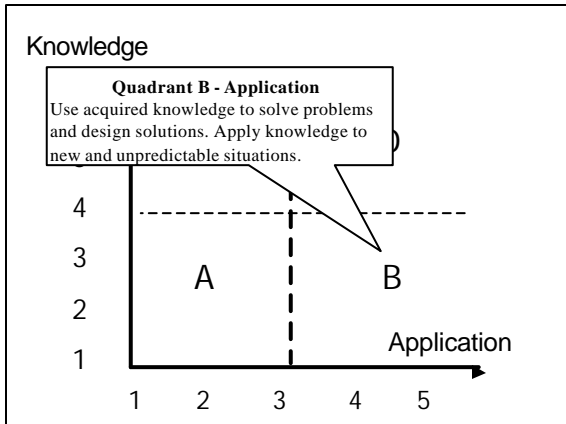 Knowledge
Quadrant B - Application
Use acquired knowledge to solve problems
and design solutions. Apply knowledge to
new and unpredictable situations.
4
3
A
B
2
Application
1
1 2 3 4 5